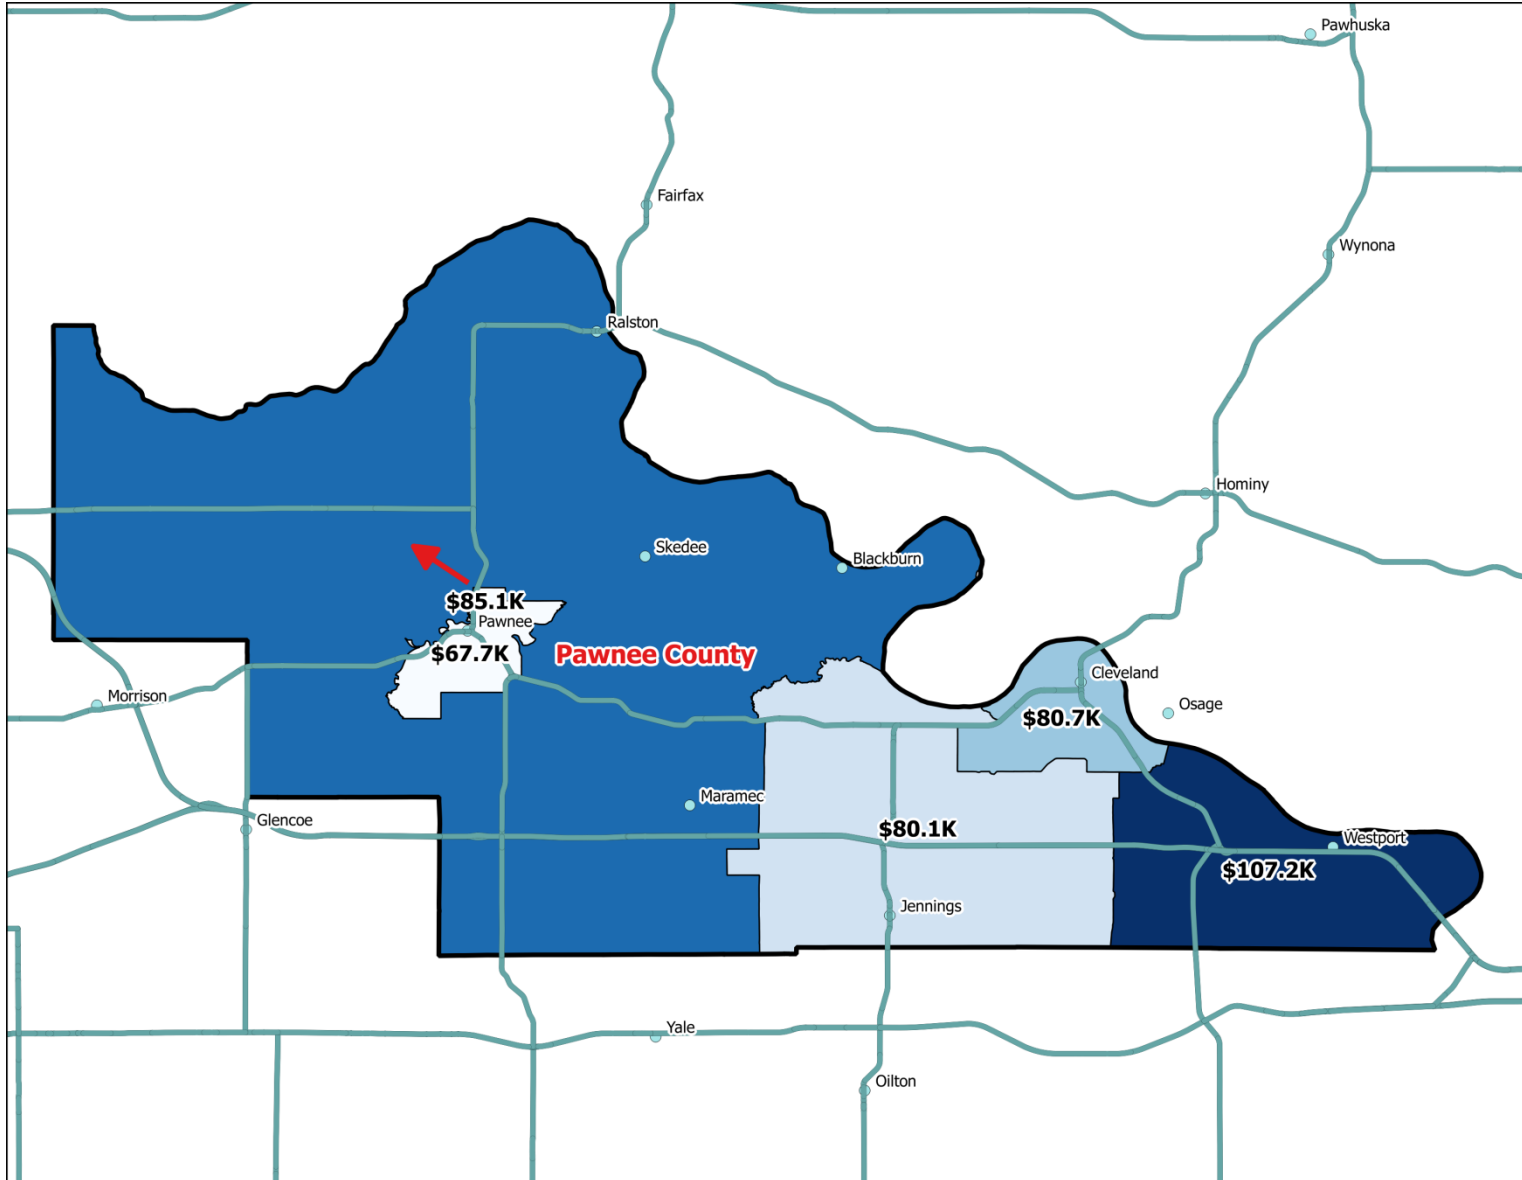 Pawhuska
Fairfax
Wynona
Ralston
Hominy
Skedee
Blackburn
$85.1K
Pawnee
$67.7K
Pawnee County
Cleveland
Morrison
Osage
$80.7K
Maramec
Glencoe
$80.1K
Westport
$107.2K
Jennings
Yale
Oilton